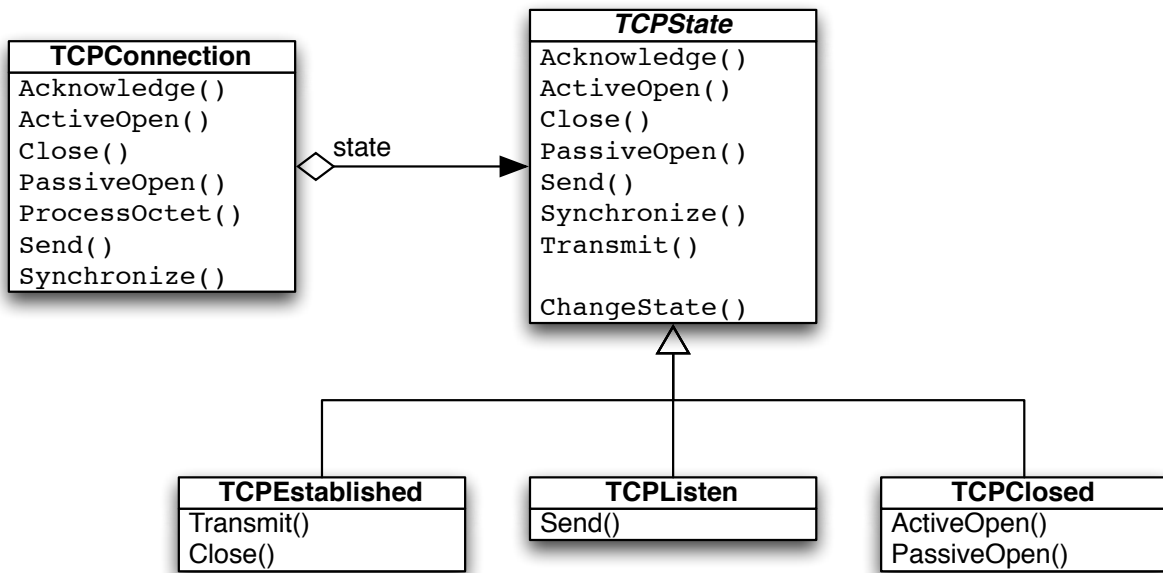 TCPConnection
Acknowledge()
ActiveOpen()
Close()
PassiveOpen()
ProcessOctet()
Send()
Synchronize()
state
TCPState
Acknowledge()
ActiveOpen()
Close()
PassiveOpen()
Send()
Synchronize()
Transmit()
ChangeState()
TCPEstablished
Transmit()
Close()
TCPListen
Send()
TCPClosed
ActiveOpen()
PassiveOpen()